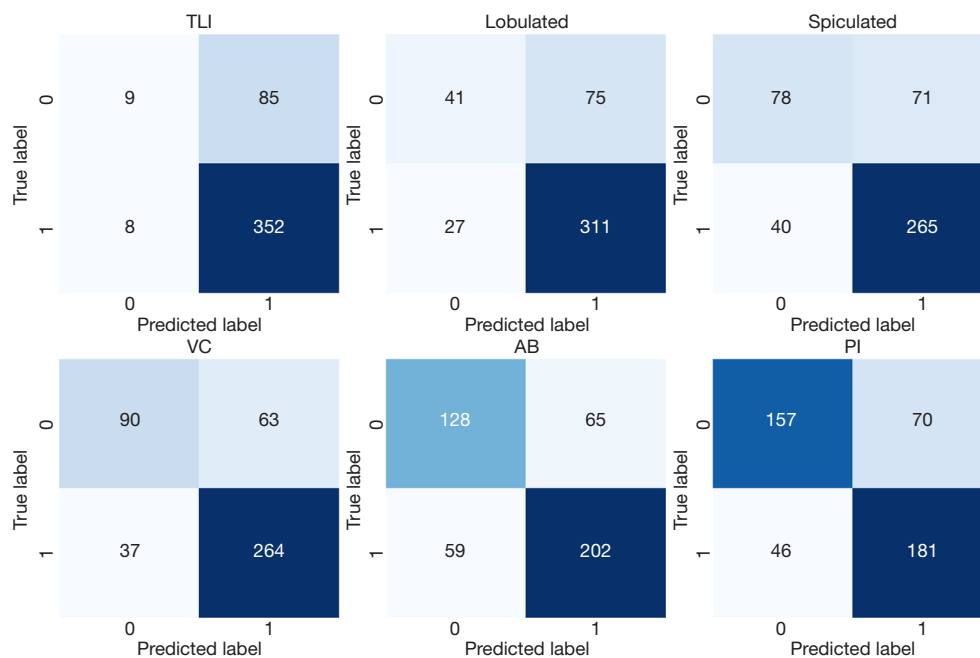 TLI
Lobulated
Spiculated
True label
0
9
85
1
8
352
0
1
Predicted label
True label
0
41
75
1
27
311
0
1
Predicted label
True label
0
78
71
1
40
265
0
1
Predicted label
VC
AB
PI
True label
0
90
63
1
37
264
0
1
Predicted label
True label
0
128
65
1
59
202
0
1
Predicted label
True label
0
157
70
1
46
181
0
1
Predicted label